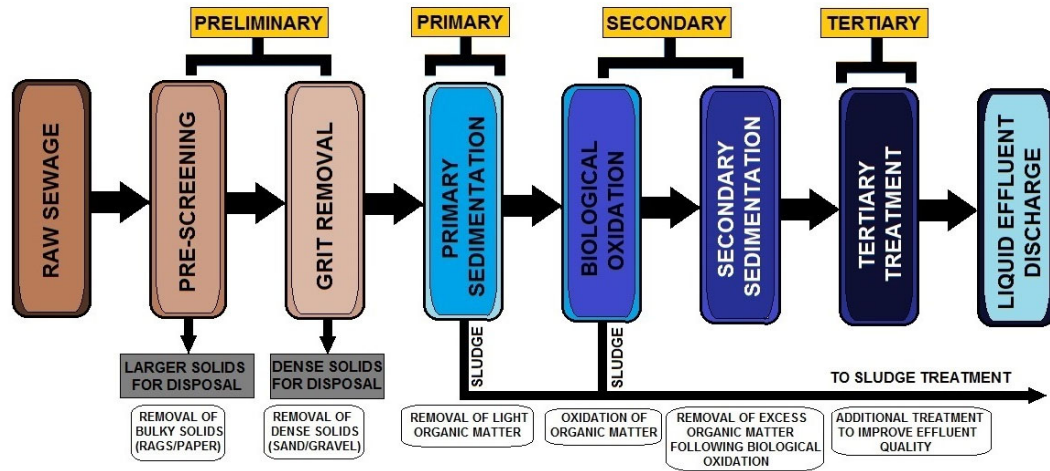 PRELIMINARY
PRIMARY
SECONDARY
TERTIARY
RAW SEWAGE
PRE-SCREENING
GRIT REMOVAL
PRIMARY
SEDIMENTATION
BIOLOGICAL
OXIDATION
SECONDARY
SEDIMENTATION
TERTIARY
TREATMENT
LIQUID EFFLUENT
DISCHARGE
LARGER SOLIDS
FOR DISPOSAL
DENSE SOLIDS
FOR DISPOSAL
SLUDGE
SLUDGE
TO SLUDGE TREATMENT
REMOVAL OF
BULKY SOLIDS
(RAGS/PAPER)
REMOVAL OF
DENSE SOLIDS
(SAND/GRAVEL)
REMOVAL OF LIGHT
ORGANIC MATTER
OXIDATION OF
ORGANIC MATTER
REMOVAL OF EXCESS
ORGANIC MATTER
FOLLOWING BIOLOGICAL
OXIDATION
ADDITIONAL TREATMENT
TO IMPROVE EFFLUENT
QUALITY